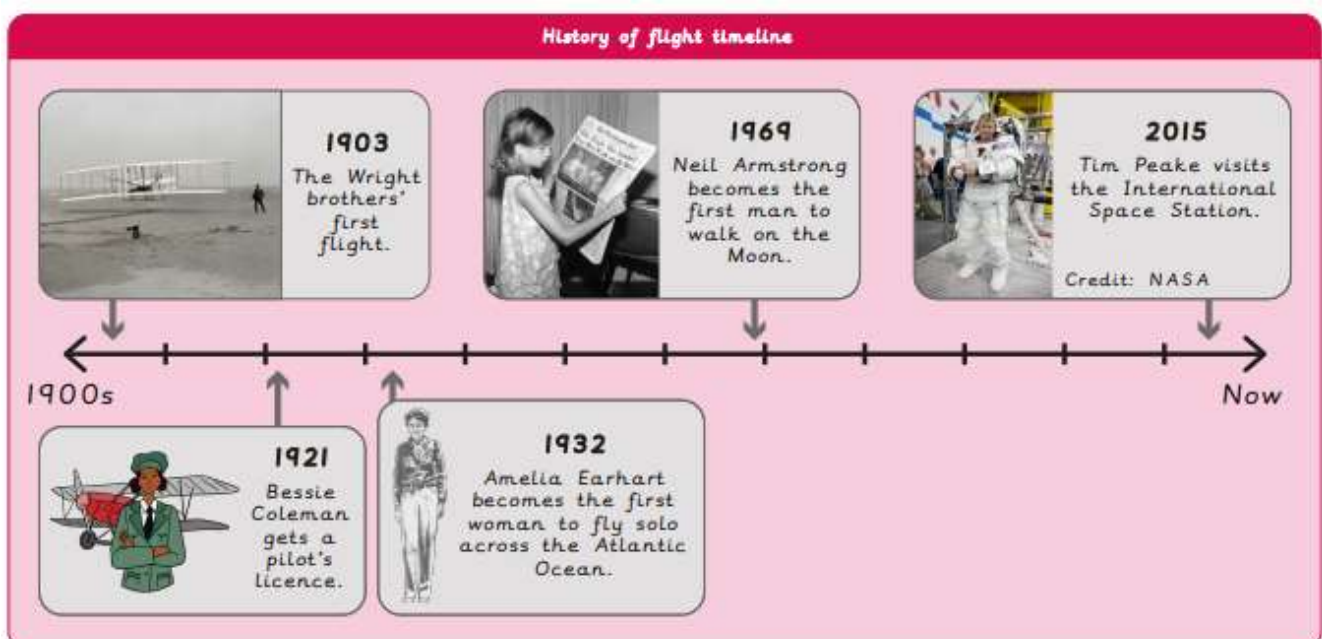 History of flight timeline
1903
The Wright
brothers'
first
flight.
1969
Neil Armstrong
becomes the
first man to
walk on the
Moon.
2015
Tim Peake visits
the International
Space Station.
Credit: NASA
1900s
Now
1921
Bessie
Coleman
gets a
pilot's
licence.
1932
Amelia Earhart
becomes the first
woman to fly solo
across the Atlantic
Ocean.